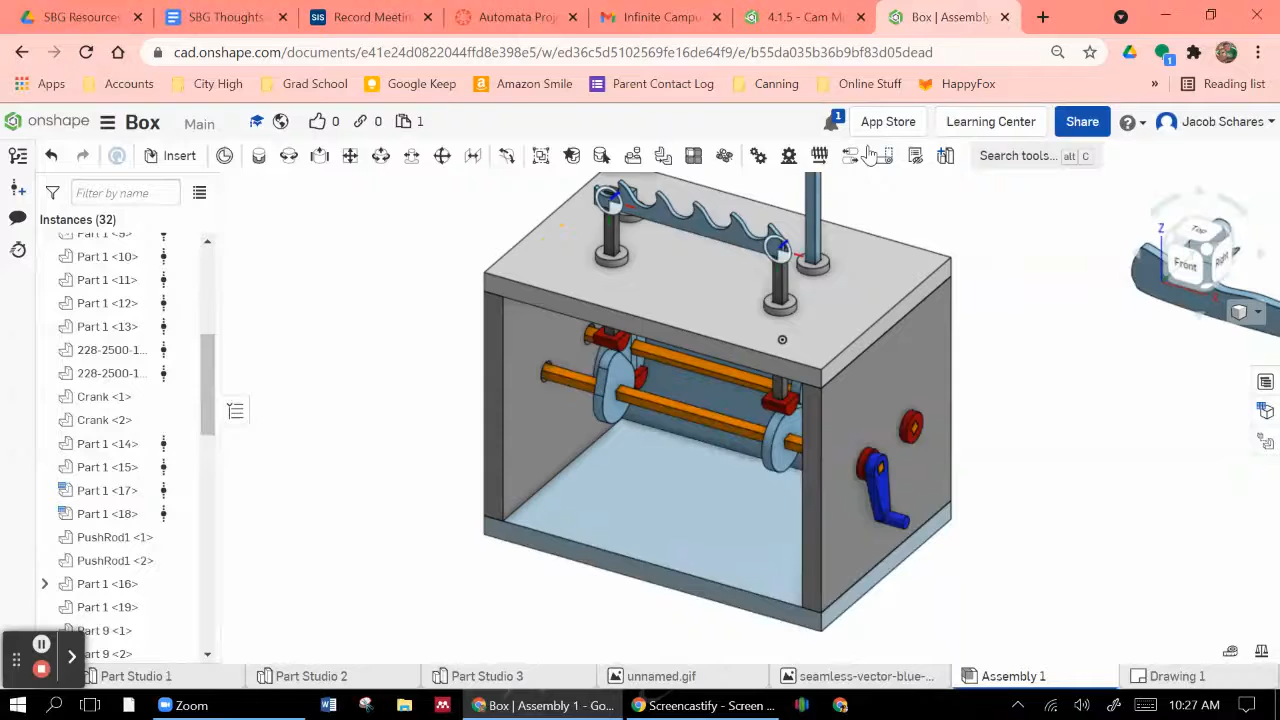 SBG Resources
SBG Thoughts
SIS Record Meetin
Automata Proj
Infinite Campu
4.1.5 - Cam M
Box | Assembly
cad.onshape.com/documents/e41e24d0822044ffd8e398e5/w/ed36c5d5102569fe16de64f9/e/b55da035b36b9bf83d05dead
Apps Accounts City High Grad School Google Keep Amazon Smile Parent Contact Log Canning Online Stuff HappyFox » Reading list
onshape Box Main 0 0 1 App Store Learning Center Share Jacob Schares
Insert Search tools... alt C
Filter by name
Instances (32)
Part 1 <9>
Part 1 <10>
Part 1 <11>
Part 1 <12>
Part 1 <13>
228-2500-1...
228-2500-1...
Crank <1>
Crank <2>
Part 1 <14>
Part 1 <15>
Part 1 <17>
Part 1 <18>
PushRod1 <1>
PushRod1 <2>
Part 1 <16>
Part 1 <19>
Part 9 <1>
Part 9 <2>
Z Top Front Right X
Part Studio 1 Part Studio 2 Part Studio 3 unnamed.gif seamless-vector-blue-... Assembly 1 Drawing 1
Zoom Box | Assembly 1 - Go... Screencastify - Screen ... 10:27 AM